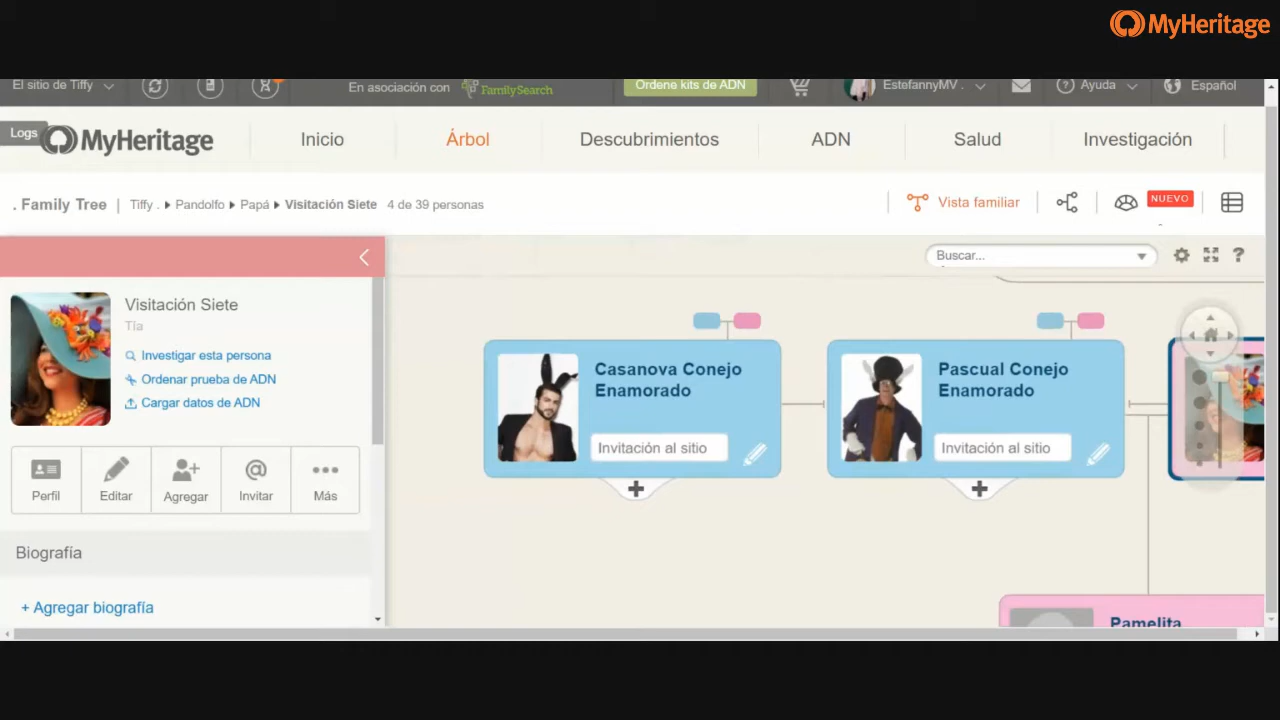 MyHeritage
El sitio de Tiffy
En asociación con FamilySearch
Ordene kits de ADN
EstefannyMV .
Ayuda
Español
Logs
MyHeritage
Inicio
Árbol
Descubrimientos
ADN
Salud
Investigación
. Family Tree | Tiffy . Pandolfo Papá Visitación Siete 4 de 39 personas
Vista familiar
NUEVO
Buscar...
?
Visitación Siete
Tía
Investigar esta persona
Ordenar prueba de ADN
Cargar datos de ADN
Perfil
Editar
Agregar
Invitar
Más
Biografía
+ Agregar biografía
Casanova Conejo
Enamorado
Invitación al sitio
Pascual Conejo
Enamorado
Invitación al sitio
Pamelita